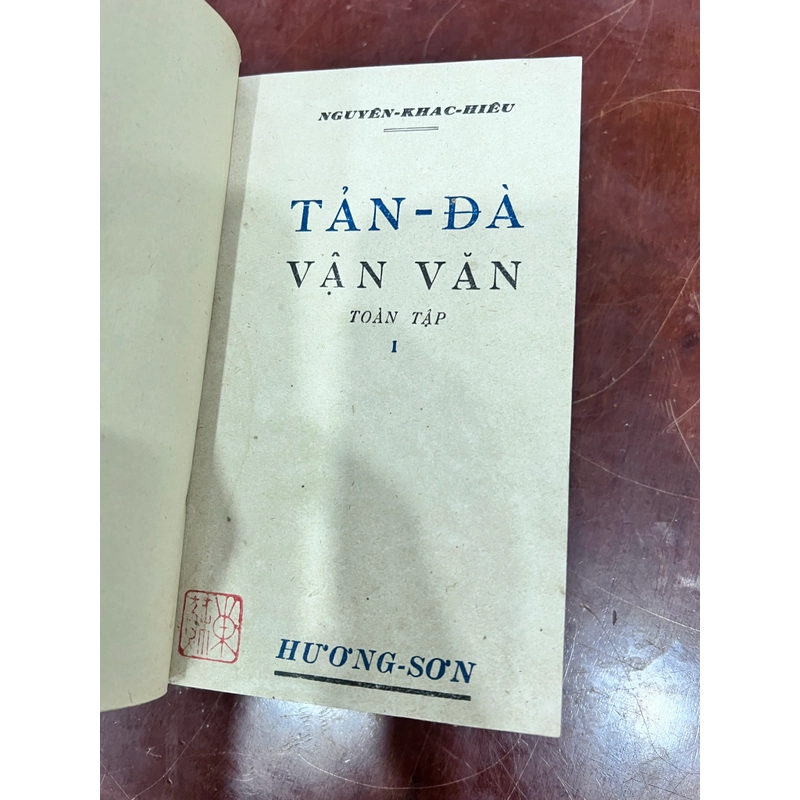 NGUYÊN-KHAC-HIÊU
TẢN-ĐÀ
VẬN VĂN
TOÀN TẬP
I
HƯƠNG-SƠN